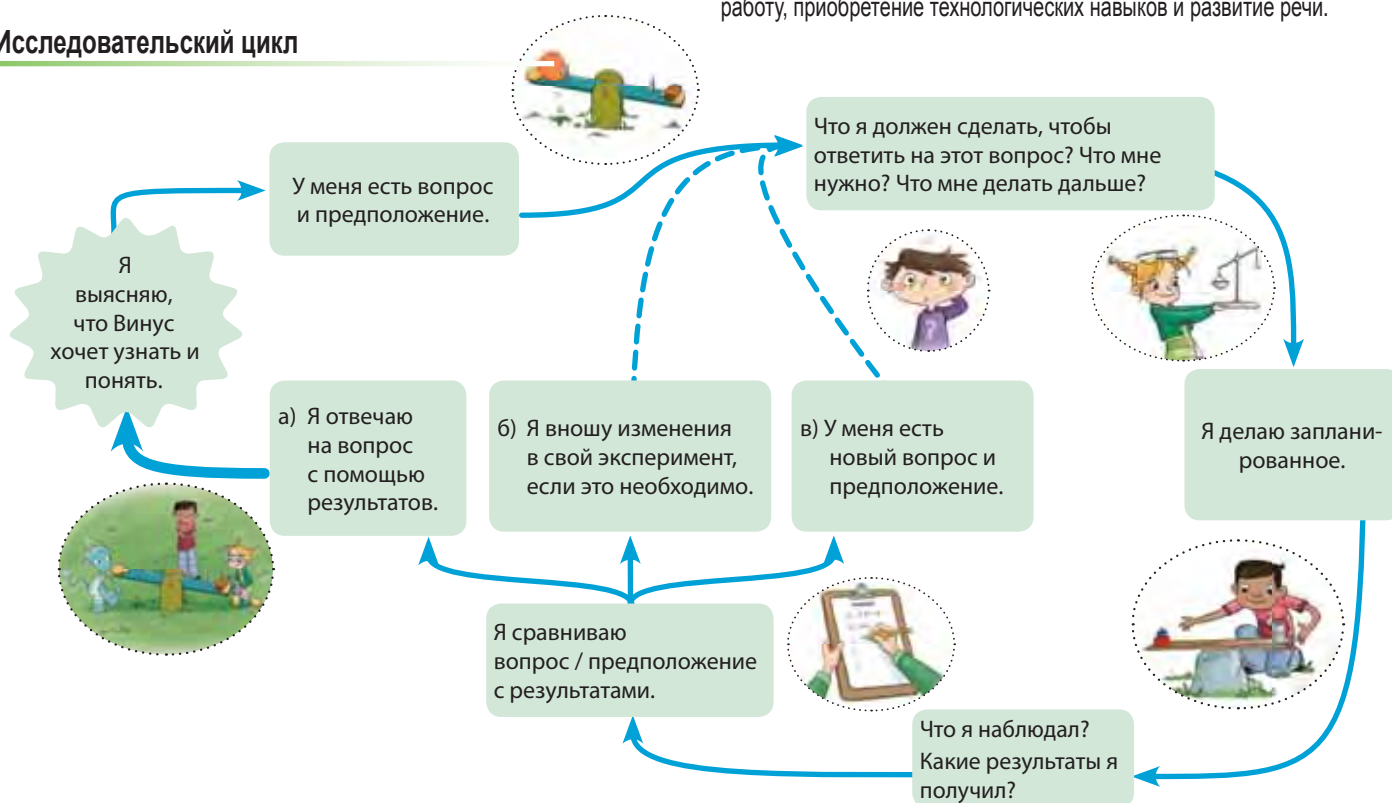 работу, приобретение технологических навыков и развитие речи.
Исследовательский цикл
Что я должен сделать, чтобы
ответить на этот вопрос? Что мне
нужно? Что мне делать дальше?
У меня есть вопрос
и предположение.
Я
выясняю,
что Винус
хочет узнать и
понять.
а) Я отвечаю
на вопрос
с помощью
результатов.
б) Я вношу изменения
в свой эксперимент,
если это необходимо.
в) У меня есть
новый вопрос и
предположение.
Я делаю заплани-
рованное.
Я сравниваю
вопрос / предположение
с результатами.
Что я наблюдал?
Какие результаты я
получил?
?